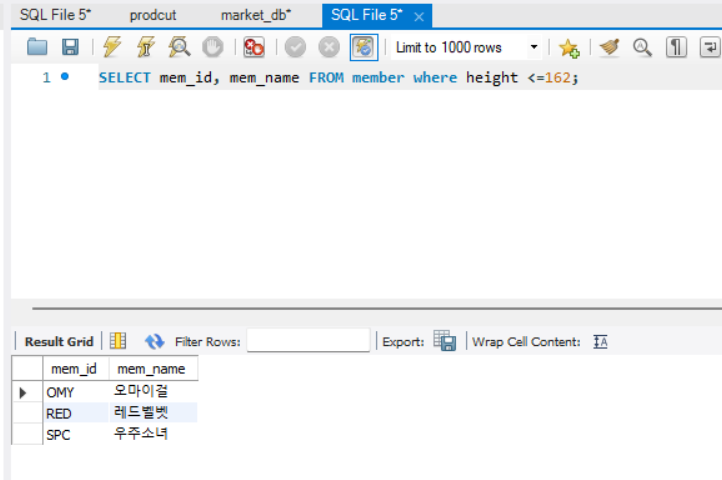 SQL File 5* prodcut market_db* SQL File 5* ×
Limit to 1000 rows
1 SELECT mem_id, mem_name FROM member where height <=162;
Result Grid Filter Rows: Export: Wrap Cell Content: IA
mem_id mem_name
OMY 오마이걸
RED 레드벨벳
SPC 우주소녀